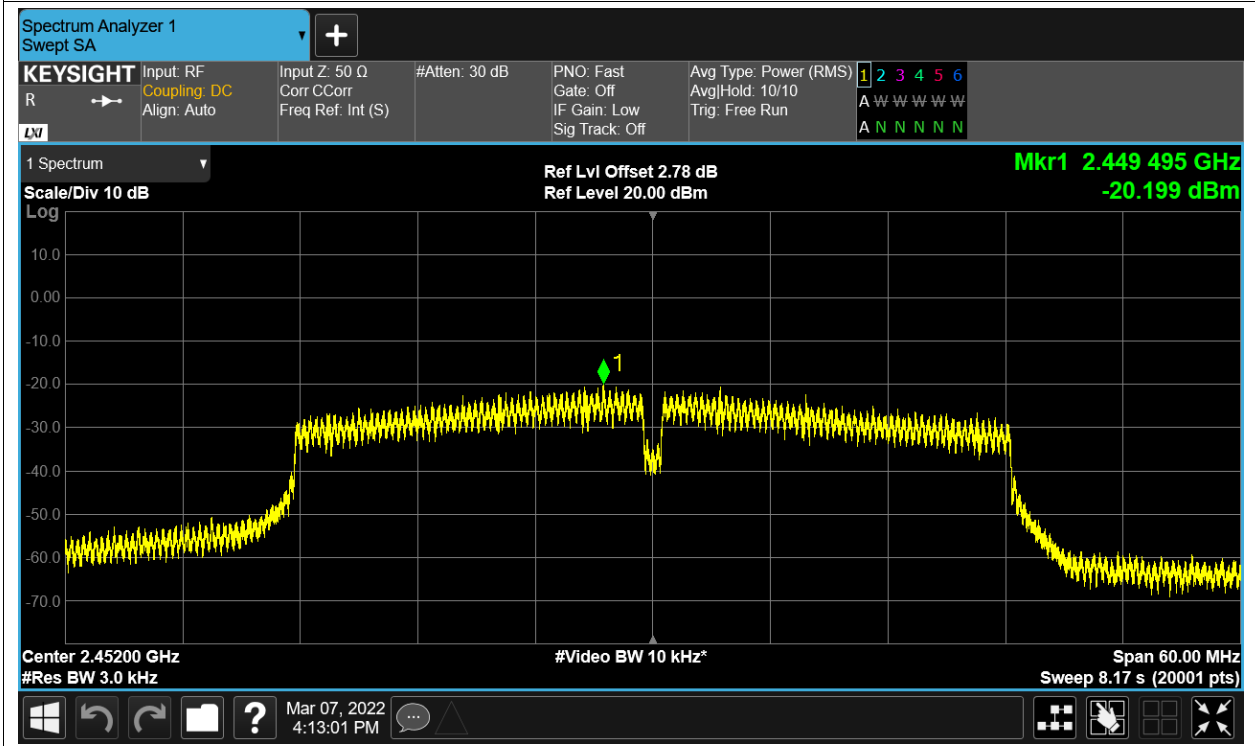 Spectrum Analyzer 1
Swept SA
KEYSIGHT
R
LXI
Input: RF
Coupling: DC
Align: Auto
Input Z: 50 Ω
Corr CCorr
Freq Ref: Int (S)
#Atten: 30 dB
PNO: Fast
Gate: Off
IF Gain: Low
Sig Track: Off
Avg Type: Power (RMS)
Avg|Hold: 10/10
Trig: Free Run
1 2 3 4 5 6
A W W W W W
A N N N N N
1 Spectrum
Scale/Div 10 dB
Log
Ref Lvl Offset 2.78 dB
Ref Level 20.00 dBm
Mkr1 2.449 495 GHz
-20.199 dBm
10.0
0.00
-10.0
1
-20.0
-30.0
-40.0
-50.0
-60.0
-70.0
Center 2.45200 GHz
#Res BW 3.0 kHz
#Video BW 10 kHz*
Span 60.00 MHz
Sweep 8.17 s (20001 pts)
?
Mar 07, 2022
4:13:01 PM